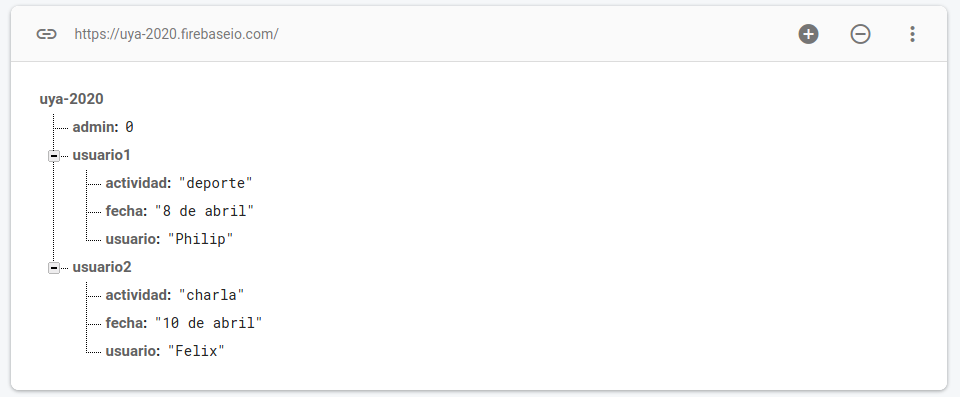 https://uya-2020.firebaseio.com/
uya-2020
admin: 0
usuario1
actividad: "deporte"
fecha: "8 de abril"
usuario: "Philip"
usuario2
actividad: "charla"
fecha: "10 de abril"
usuario: "Felix"